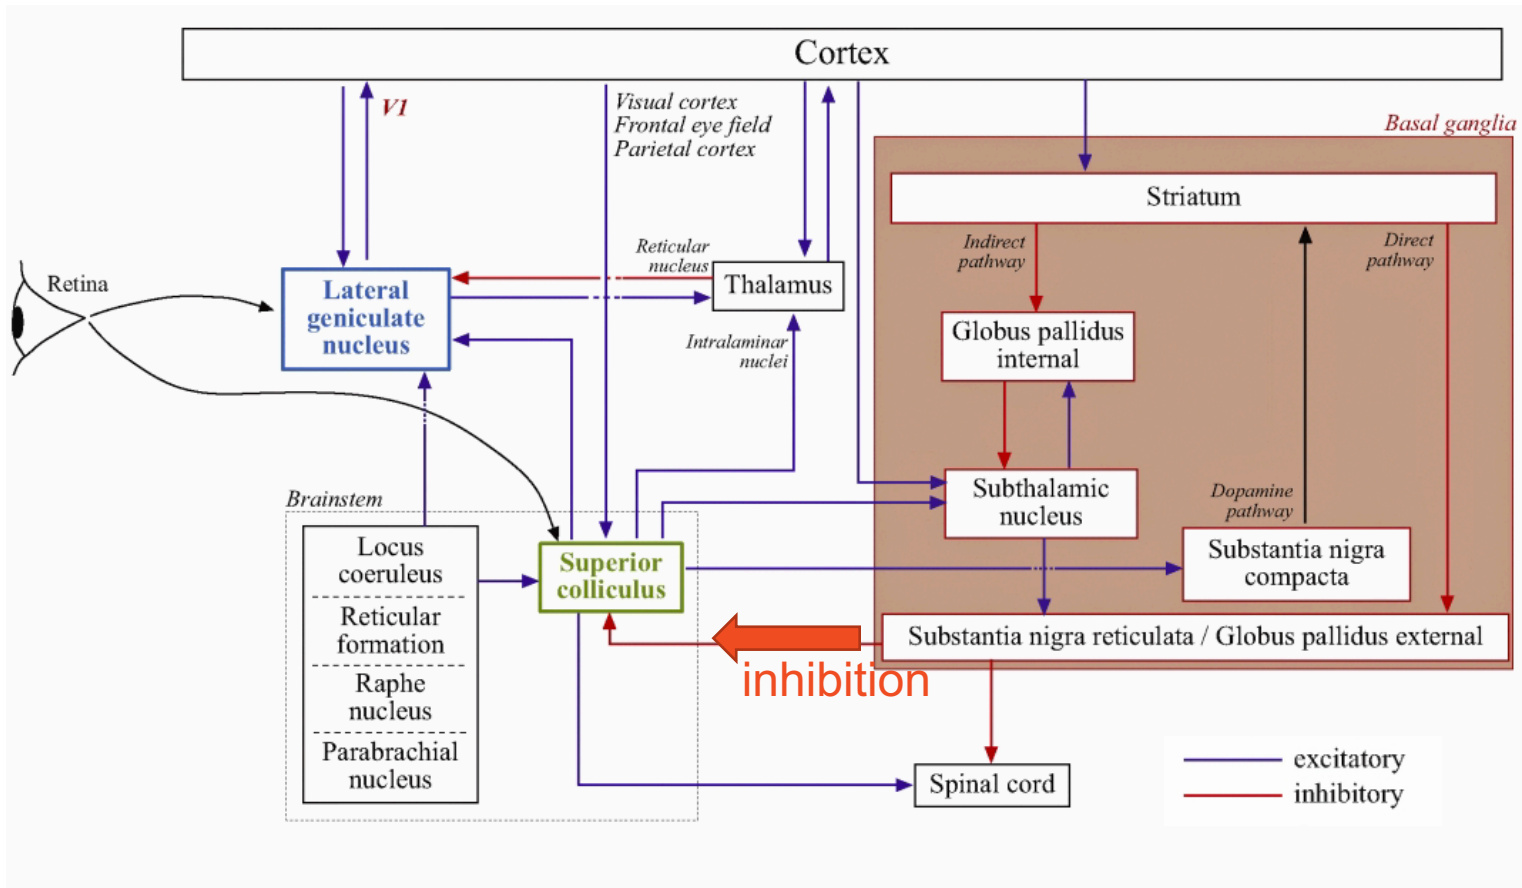 Cortex
V1
Visual cortex
Frontal eye field
Parietal cortex
Basal ganglia
Striatum
Retina
Reticular
nucleus
Indirect
pathway
Direct
pathway
Lateral
geniculate
nucleus
Thalamus
Globus pallidus
internal
Intralaminar
nuclei
Brainstem
Subthalamic
nucleus
Dopamine
pathway
Locus
coeruleus
Superior
colliculus
Substantia nigra
compacta
Reticular
formation
Substantia nigra reticulata / Globus pallidus external
inhibition
Raphe
nucleus
Parabrachial
nucleus
Spinal cord
excitatory
inhibitory